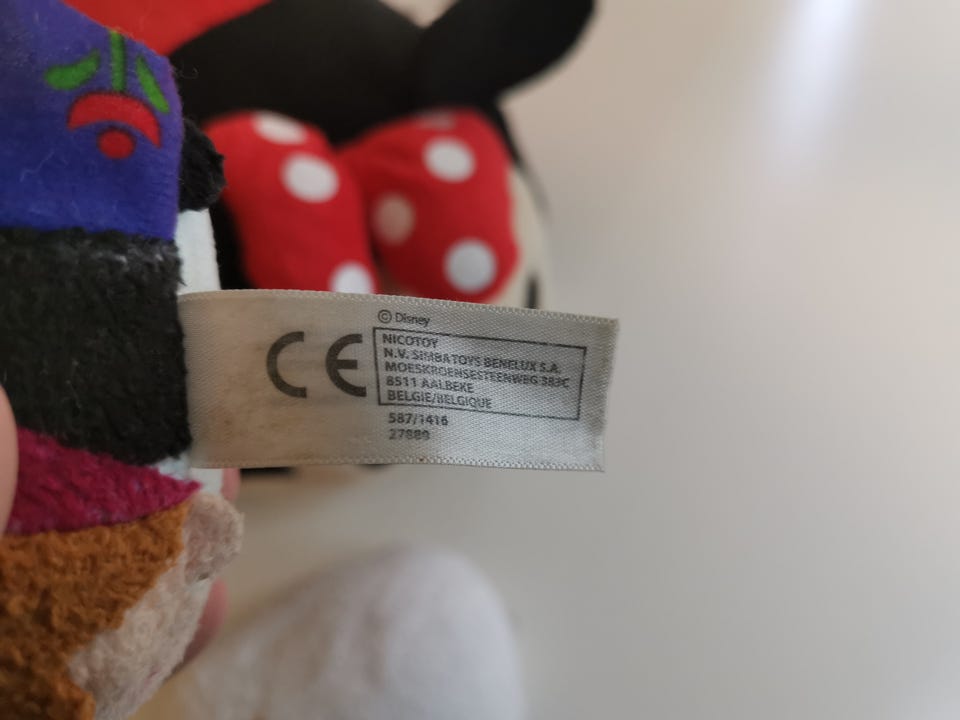 © Disney
CE
NICOTOY
N.V. SIMBA TOYS BENELUX S.A.
MOESKROENSESTEENWEG 383C
8511 AALBEKE
BELGIE/BELGIQUE
587/1416
27889